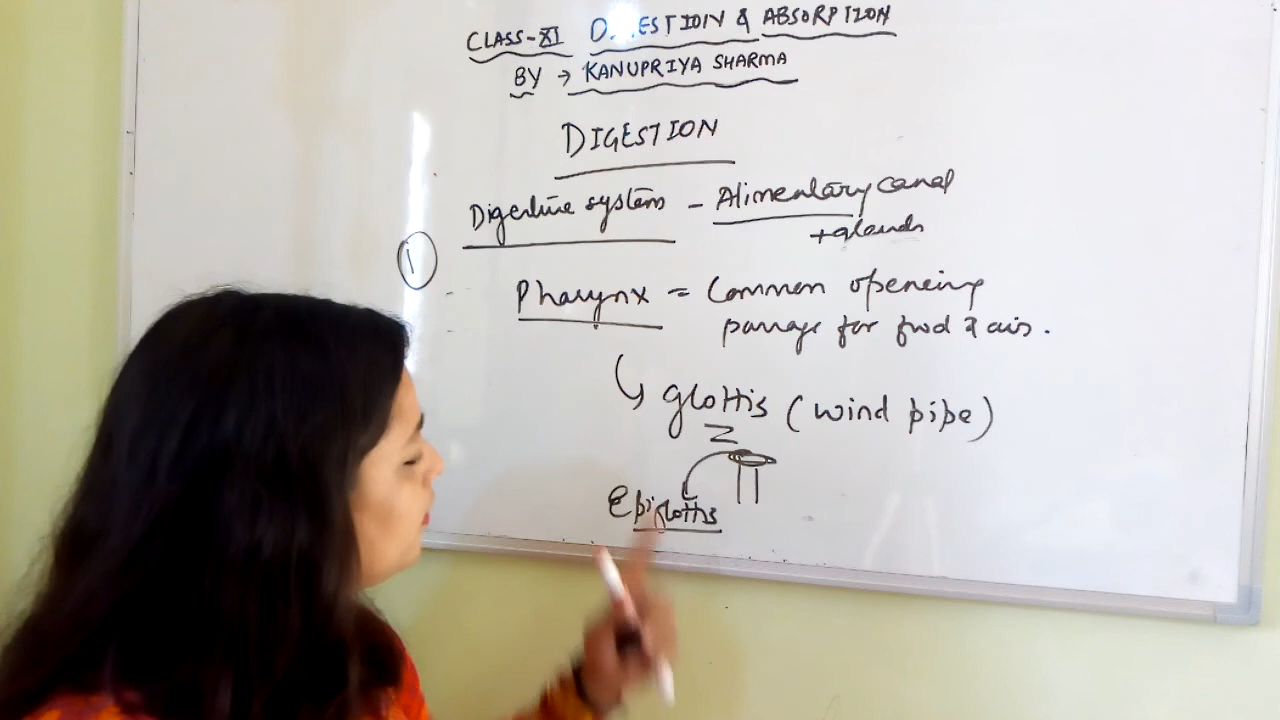 CLASS-XI DIGESTION & ABSORPTION
BY → KANUPRIYA SHARMA
DIGESTION
Digestive system - Alimentary canal
+ glands
1
Pharynx = Common opening
passage for food & air.
↳ glottis (wind pipe)
Epiglottis